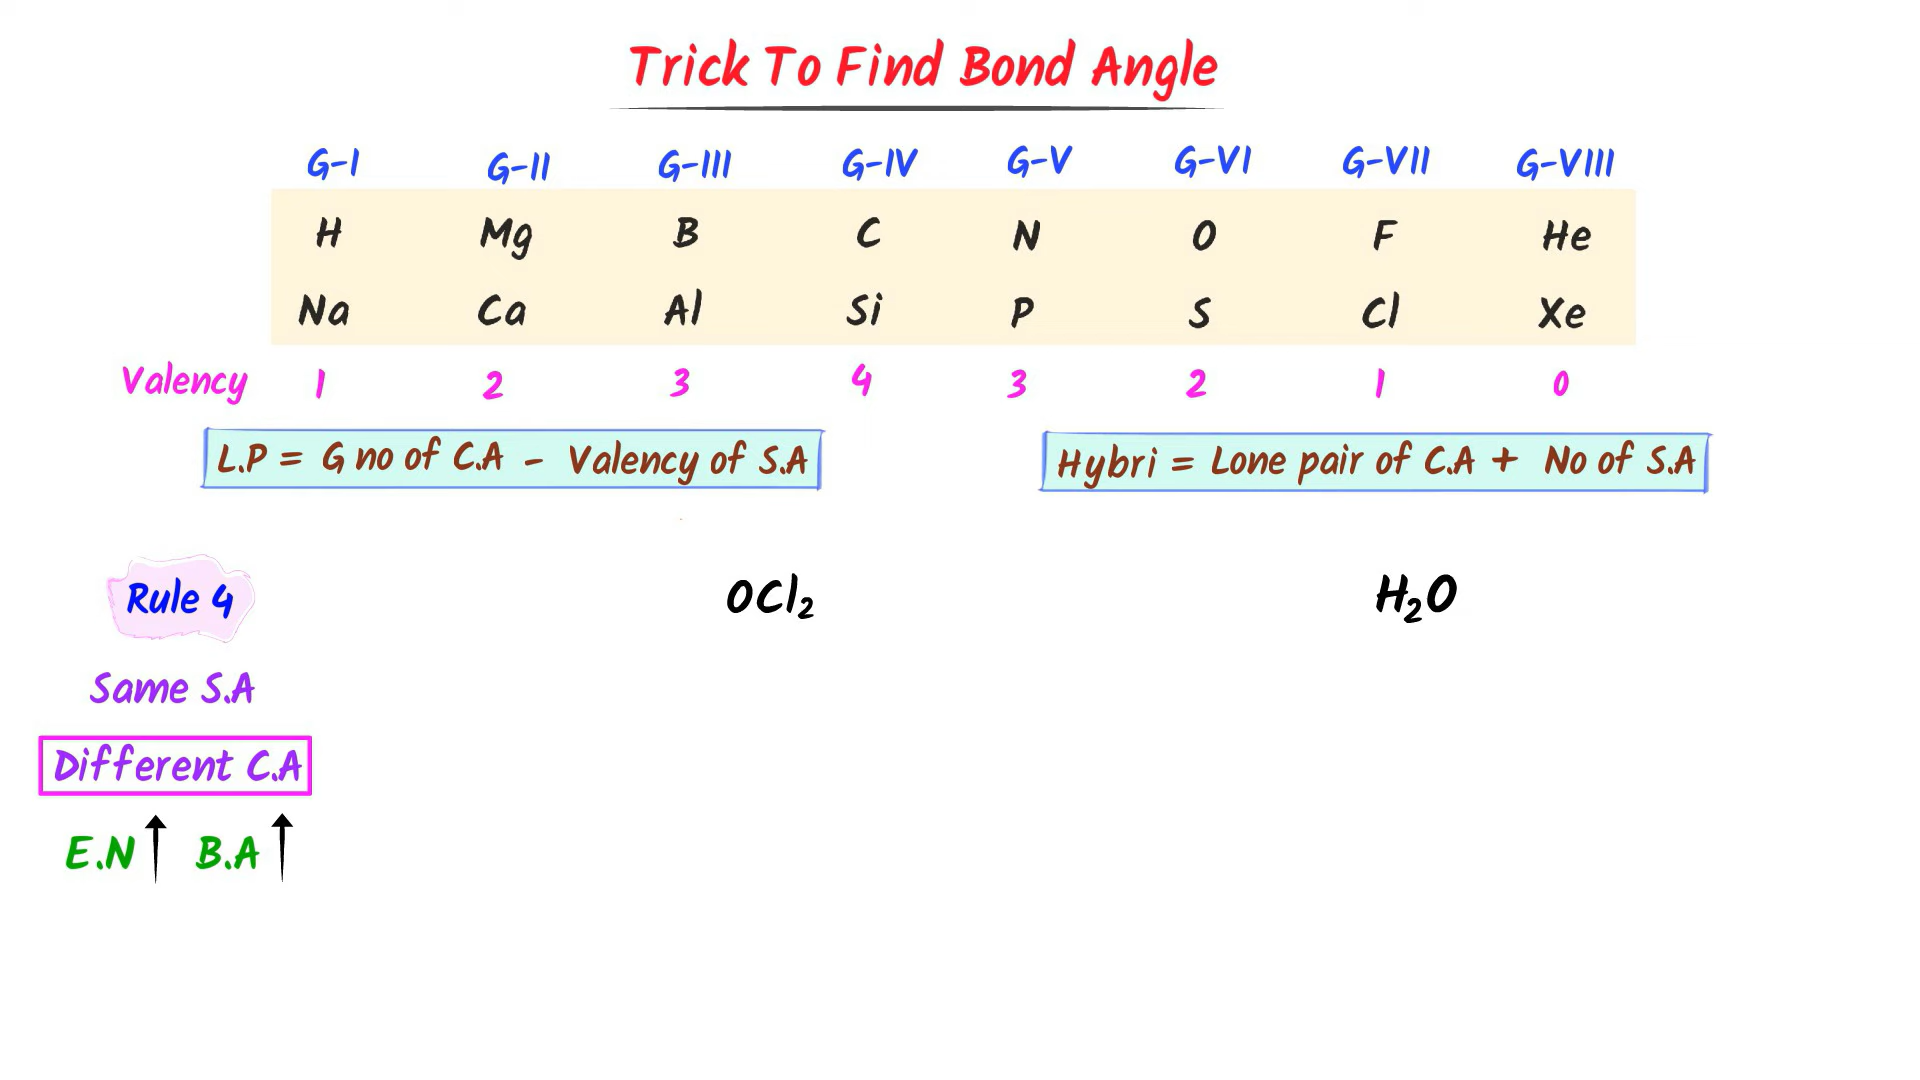 Trick To Find Bond Angle
G-I G-II G-III G-IV G-V G-VI G-VII G-VIII
H Mg B C N O F He
Na Ca Al Si P S Cl Xe
Valency 1 2 3 4 3 2 1 0
L.P = G no of C.A - Valency of S.A
Hybri = Lone pair of C.A + No of S.A
Rule 4 OCl₂ H₂O
Same S.A
Different C.A
E.N ↑ B.A ↑